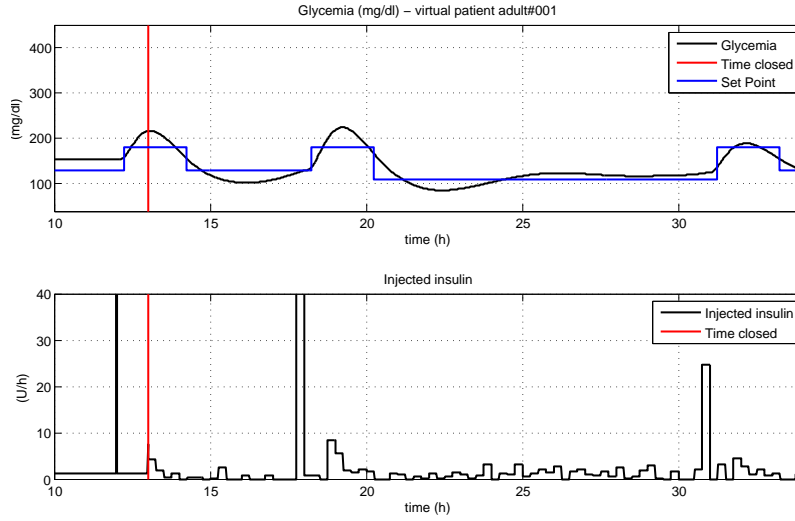 Glycemia (mg/dl) – virtual patient adult#001
400
300
200
100
(mg/dl)
Glycemia
Time closed
Set Point
10 15 20 25 30
time (h)
Injected insulin
40
30
20
10
0
(U/h)
Injected insulin
Time closed
10 15 20 25 30
time (h)